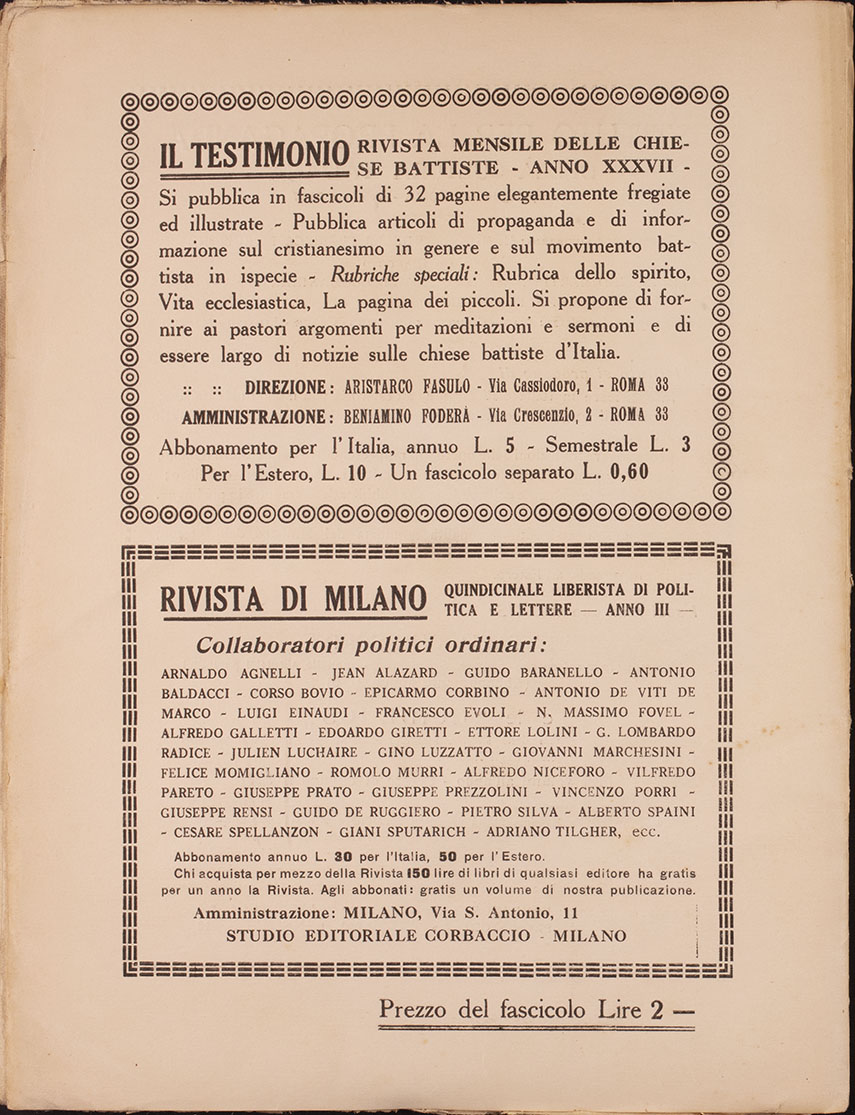 IL TESTIMONIO RIVISTA MENSILE DELLE CHIE-
SE BATTISTE - ANNO XXXVII -
Si pubblica in fascicoli di 32 pagine elegantemente fregiate
ed illustrate - Pubblica articoli di propaganda e di infor-
mazione sul cristianesimo in genere e sul movimento bat-
tista in ispecie - Rubriche speciali: Rubrica dello spirito,
Vita ecclesiastica, La pagina dei piccoli. Si propone di for-
nire ai pastori argomenti per meditazioni e sermoni e di
essere largo di notizie sulle chiese battiste d'Italia.
:: :: DIREZIONE: ARISTARCO FASULO - Via Cassiodoro, 1 - ROMA 33
AMMINISTRAZIONE: BENIAMINO FODERÀ - Via Crescenzio, 2 - ROMA 33
Abbonamento per l'Italia, annuo L. 5 - Semestrale L. 3
Per l'Estero, L. 10 - Un fascicolo separato L. 0,60
RIVISTA DI MILANO QUINDICINALE LIBERISTA DI POLI-
TICA E LETTERE — ANNO III —
Collaboratori politici ordinari:
ARNALDO AGNELLI - JEAN ALAZARD - GUIDO BARANELLO - ANTONIO
BALDACCI - CORSO BOVIO - EPICARMO CORBINO - ANTONIO DE VITI DE
MARCO - LUIGI EINAUDI - FRANCESCO EVOLI - N. MASSIMO FOVEL -
ALFREDO GALLETTI - EDOARDO GIRETTI - ETTORE LOLINI - G. LOMBARDO
RADICE - JULIEN LUCHAIRE - GINO LUZZATTO - GIOVANNI MARCHESINI -
FELICE MOMIGLIANO - ROMOLO MURRI - ALFREDO NICEFORO - VILFREDO
PARETO - GIUSEPPE PRATO - GIUSEPPE PREZZOLINI - VINCENZO PORRI -
GIUSEPPE RENSI - GUIDO DE RUGGIERO - PIETRO SILVA - ALBERTO SPAINI
- CESARE SPELLANZON - GIANI SPUTARICH - ADRIANO TILGHER, ecc.
Abbonamento annuo L. 30 per l'Italia, 50 per l'Estero.
Chi acquista per mezzo della Rivista 150 lire di libri di qualsiasi editore ha gratis
per un anno la Rivista. Agli abbonati: gratis un volume di nostra publicazione.
Amministrazione: MILANO, Via S. Antonio, 11
STUDIO EDITORIALE CORBACCIO - MILANO
Prezzo del fascicolo Lire 2 —